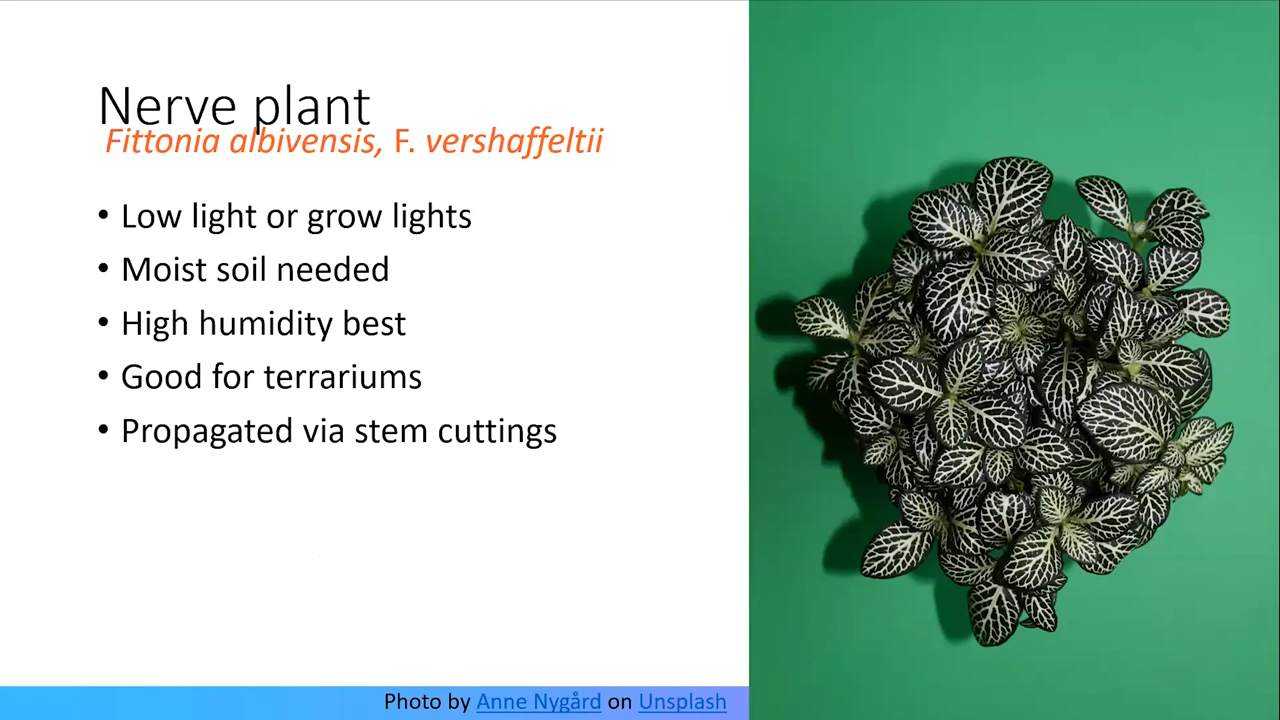 Nerve plant
Fittonia albivensis, F. vershaffeltii
• Low light or grow lights
• Moist soil needed
• High humidity best
• Good for terrariums
• Propagated via stem cuttings
Photo by Anne Nygård on Unsplash